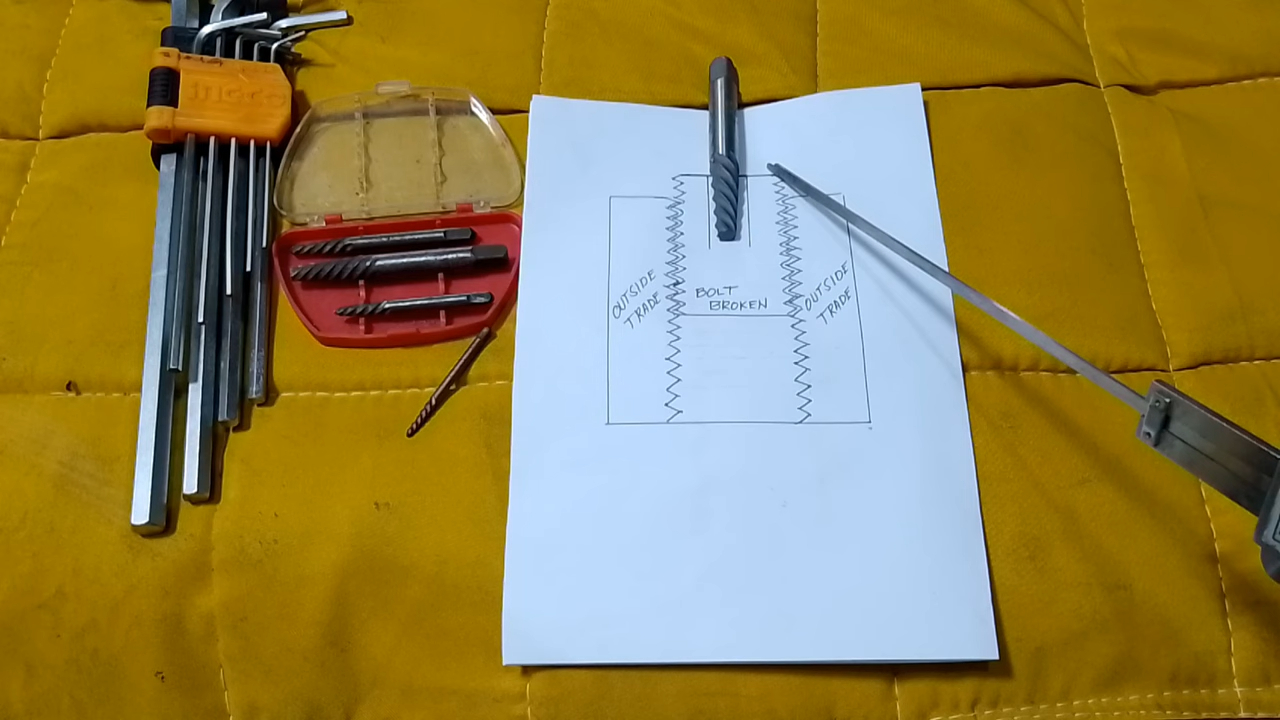 ingco
OUTSIDE
TRADE
BOLT
BROKEN
OUTSIDE
TRADE